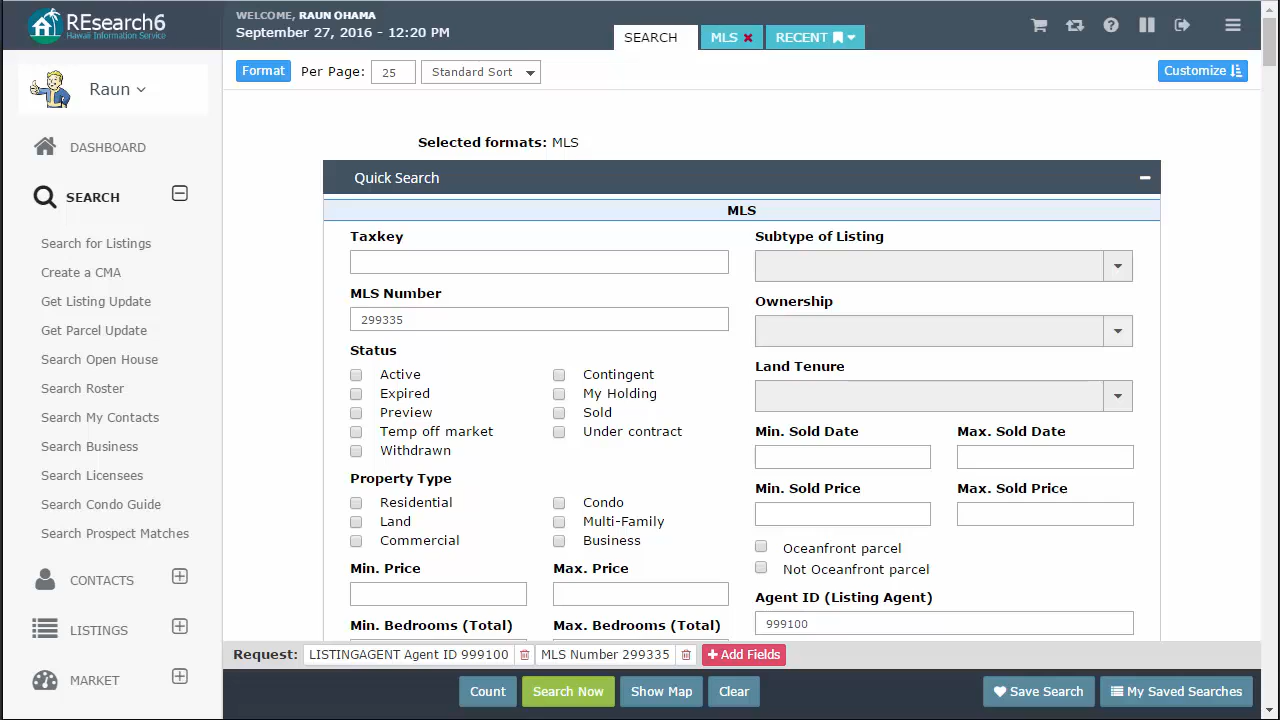 REsearch6
Hawaii Information Service
WELCOME, RAUN OHAMA
September 27, 2016 - 12:20 PM
SEARCH
MLS
RECENT
Format
Per Page:
25
Standard Sort
Customize
Raun
DASHBOARD
SEARCH
Search for Listings
Create a CMA
Get Listing Update
Get Parcel Update
Search Open House
Search Roster
Search My Contacts
Search Business
Search Licensees
Search Condo Guide
Search Prospect Matches
CONTACTS
LISTINGS
MARKET
Selected formats: MLS
Quick Search
MLS
Taxkey
MLS Number
299335
Status
Active
Contingent
Expired
My Holding
Preview
Sold
Temp off market
Under contract
Withdrawn
Property Type
Residential
Condo
Land
Multi-Family
Commercial
Business
Min. Price
Max. Price
Min. Bedrooms (Total)
Max. Bedrooms (Total)
Subtype of Listing
Ownership
Land Tenure
Min. Sold Date
Max. Sold Date
Min. Sold Price
Max. Sold Price
Oceanfront parcel
Not Oceanfront parcel
Agent ID (Listing Agent)
999100
Request:
LISTINGAGENT Agent ID 999100
MLS Number 299335
Add Fields
Count
Search Now
Show Map
Clear
Save Search
My Saved Searches